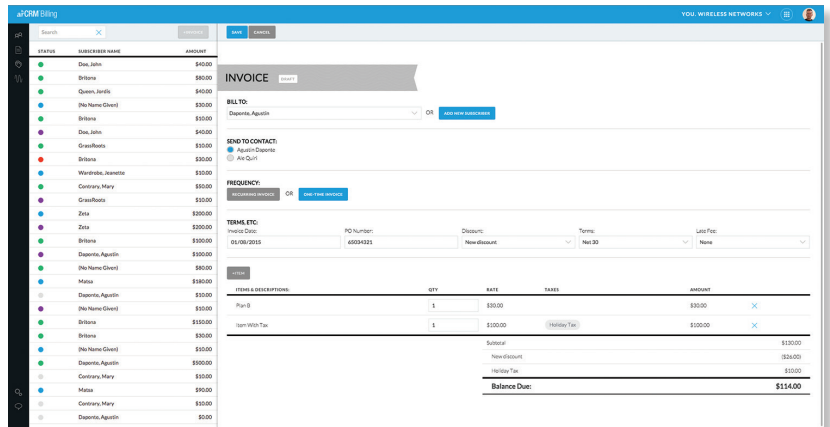 airCRM Billing
YOU. WIRELESS NETWORKS
Search
+INVOICE
SAVE CANCEL
STATUS SUBSCRIBER NAME AMOUNT
Doe, John $40.00
Britona $80.00
Queen, Jordis $40.00
(No Name Given) $30.00
Britona $10.00
Doe, John $40.00
GrassRoots $10.00
Britona $30.00
Wardrobe, Jeanette $10.00
Contrary, Mary $50.00
GrassRoots $10.00
Zeta $200.00
Zeta $200.00
Britona $100.00
Daponte, Agustin $100.00
(No Name Given) $80.00
Matsa $180.00
Daponte, Agustin $10.00
(No Name Given) $10.00
Britona $150.00
Britona $30.00
(No Name Given) $10.00
Daponte, Agustin $500.00
Contrary, Mary $10.00
Matsa $90.00
Contrary, Mary $10.00
Daponte, Agustin $0.00
INVOICE DRAFT
BILL TO:
Daponte, Agustin OR ADD NEW SUBSCRIBER
SEND TO CONTACT:
Agustin Daponte
Ale Quiri
FREQUENCY:
RECURRING INVOICE OR ONE-TIME INVOICE
TERMS, ETC:
Invoice Date: PO Number: Discount: Terms: Late Fee:
01/08/2015 65034321 New discount Net 30 None
+ITEM
ITEMS & DESCRIPTIONS: QTY RATE TAXES AMOUNT
Plan B 1 $30.00 $30.00
Item With Tax 1 $100.00 Holiday Tax $100.00
Subtotal $130.00
New discount ($26.00)
Holiday Tax $10.00
Balance Due: $114.00